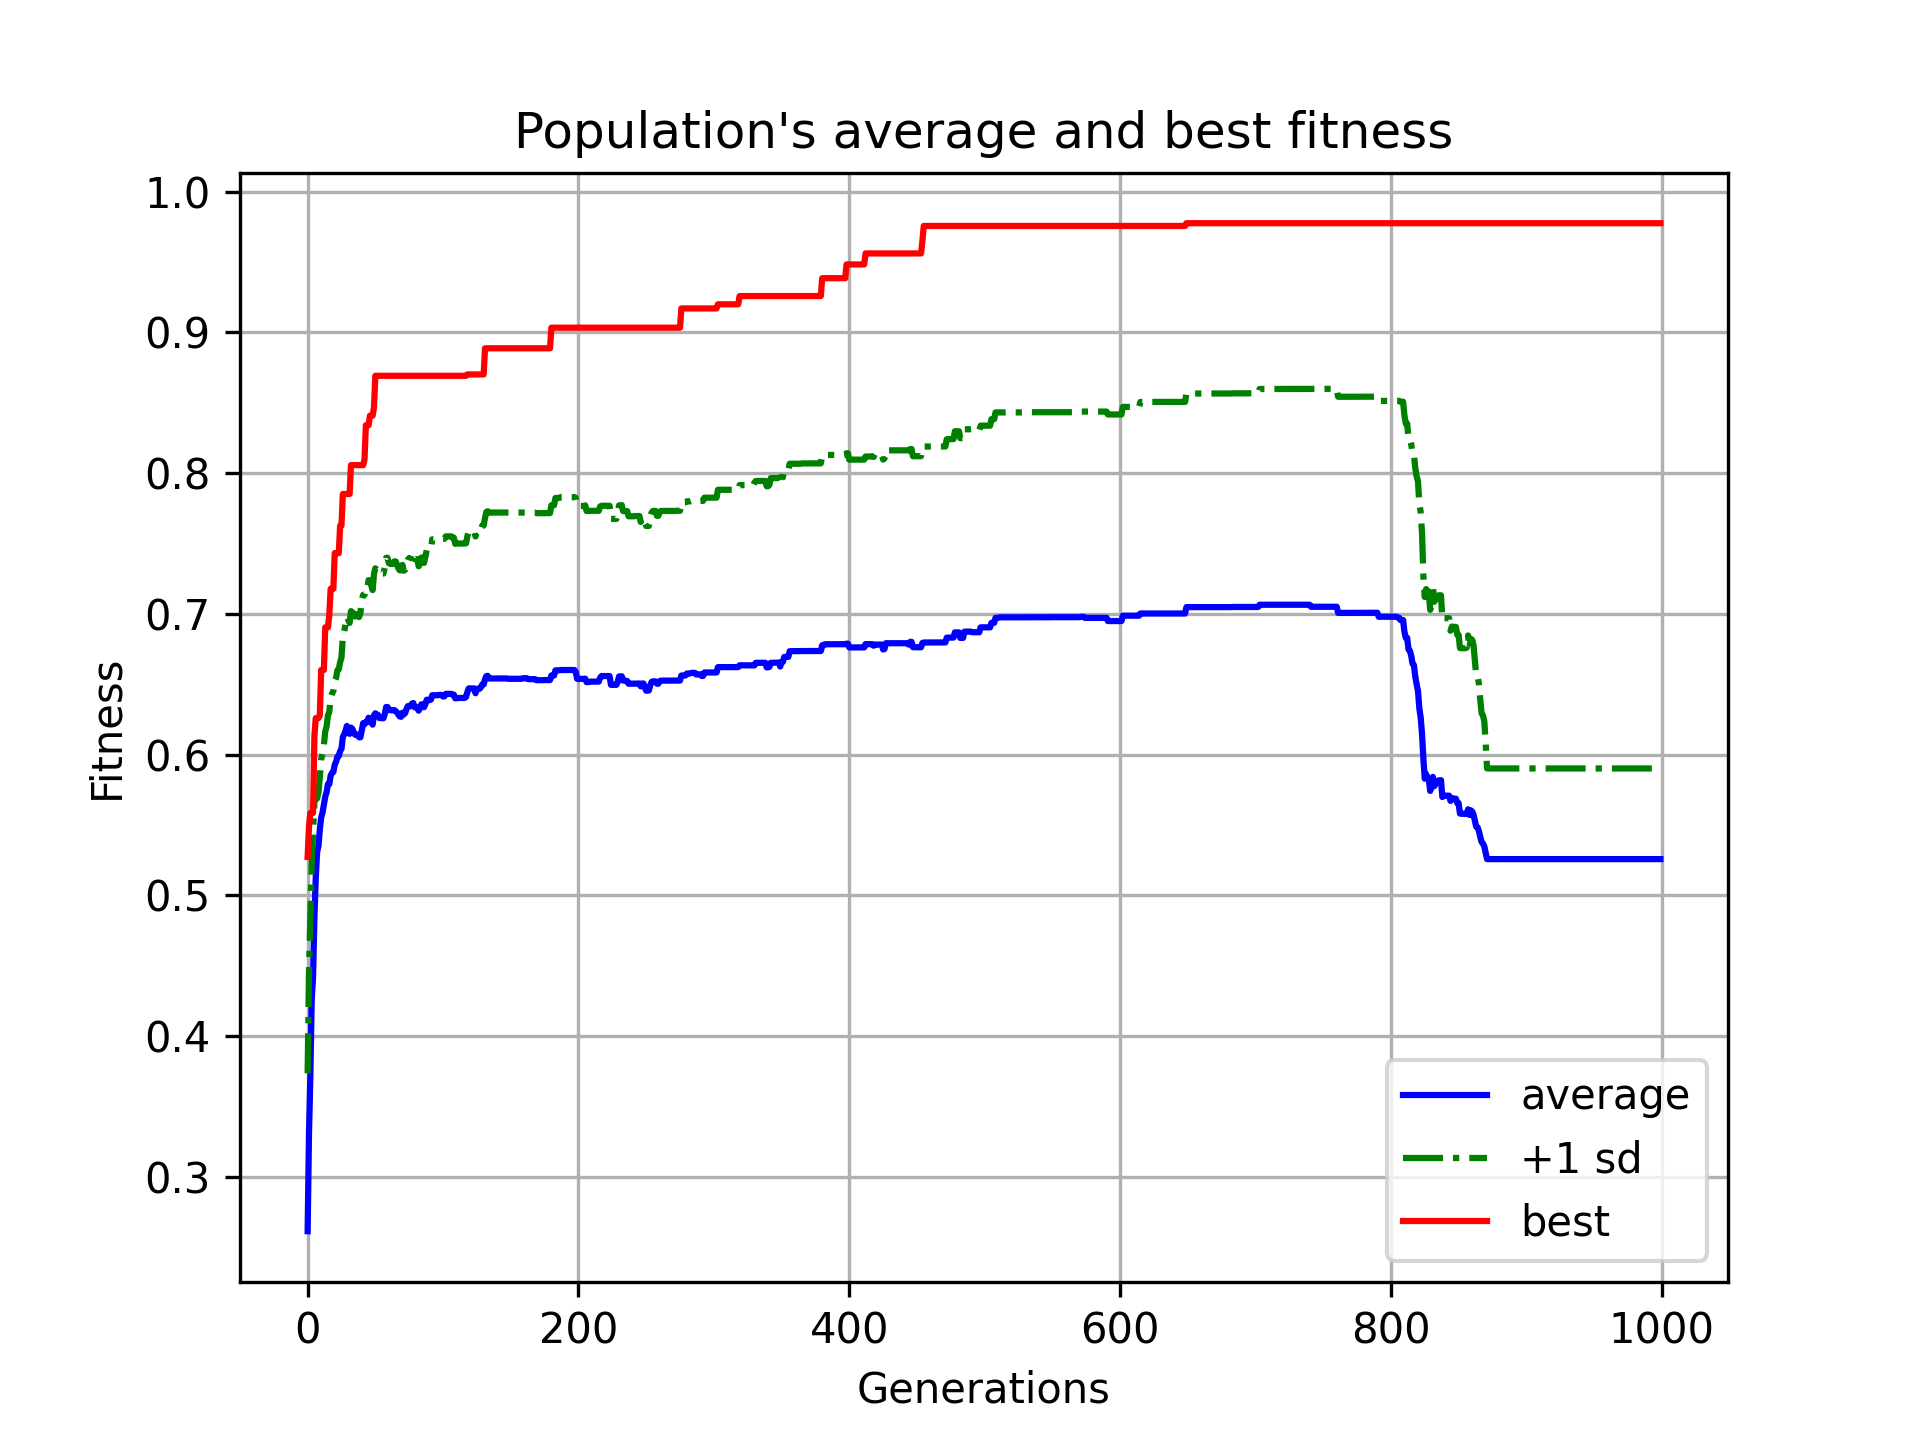 Population's average and best fitness
1.0
0.9
0.8
0.7
0.6
0.5
0.4
0.3
Fitness
average
+1 sd
best
0 200 400 600 800 1000
Generations